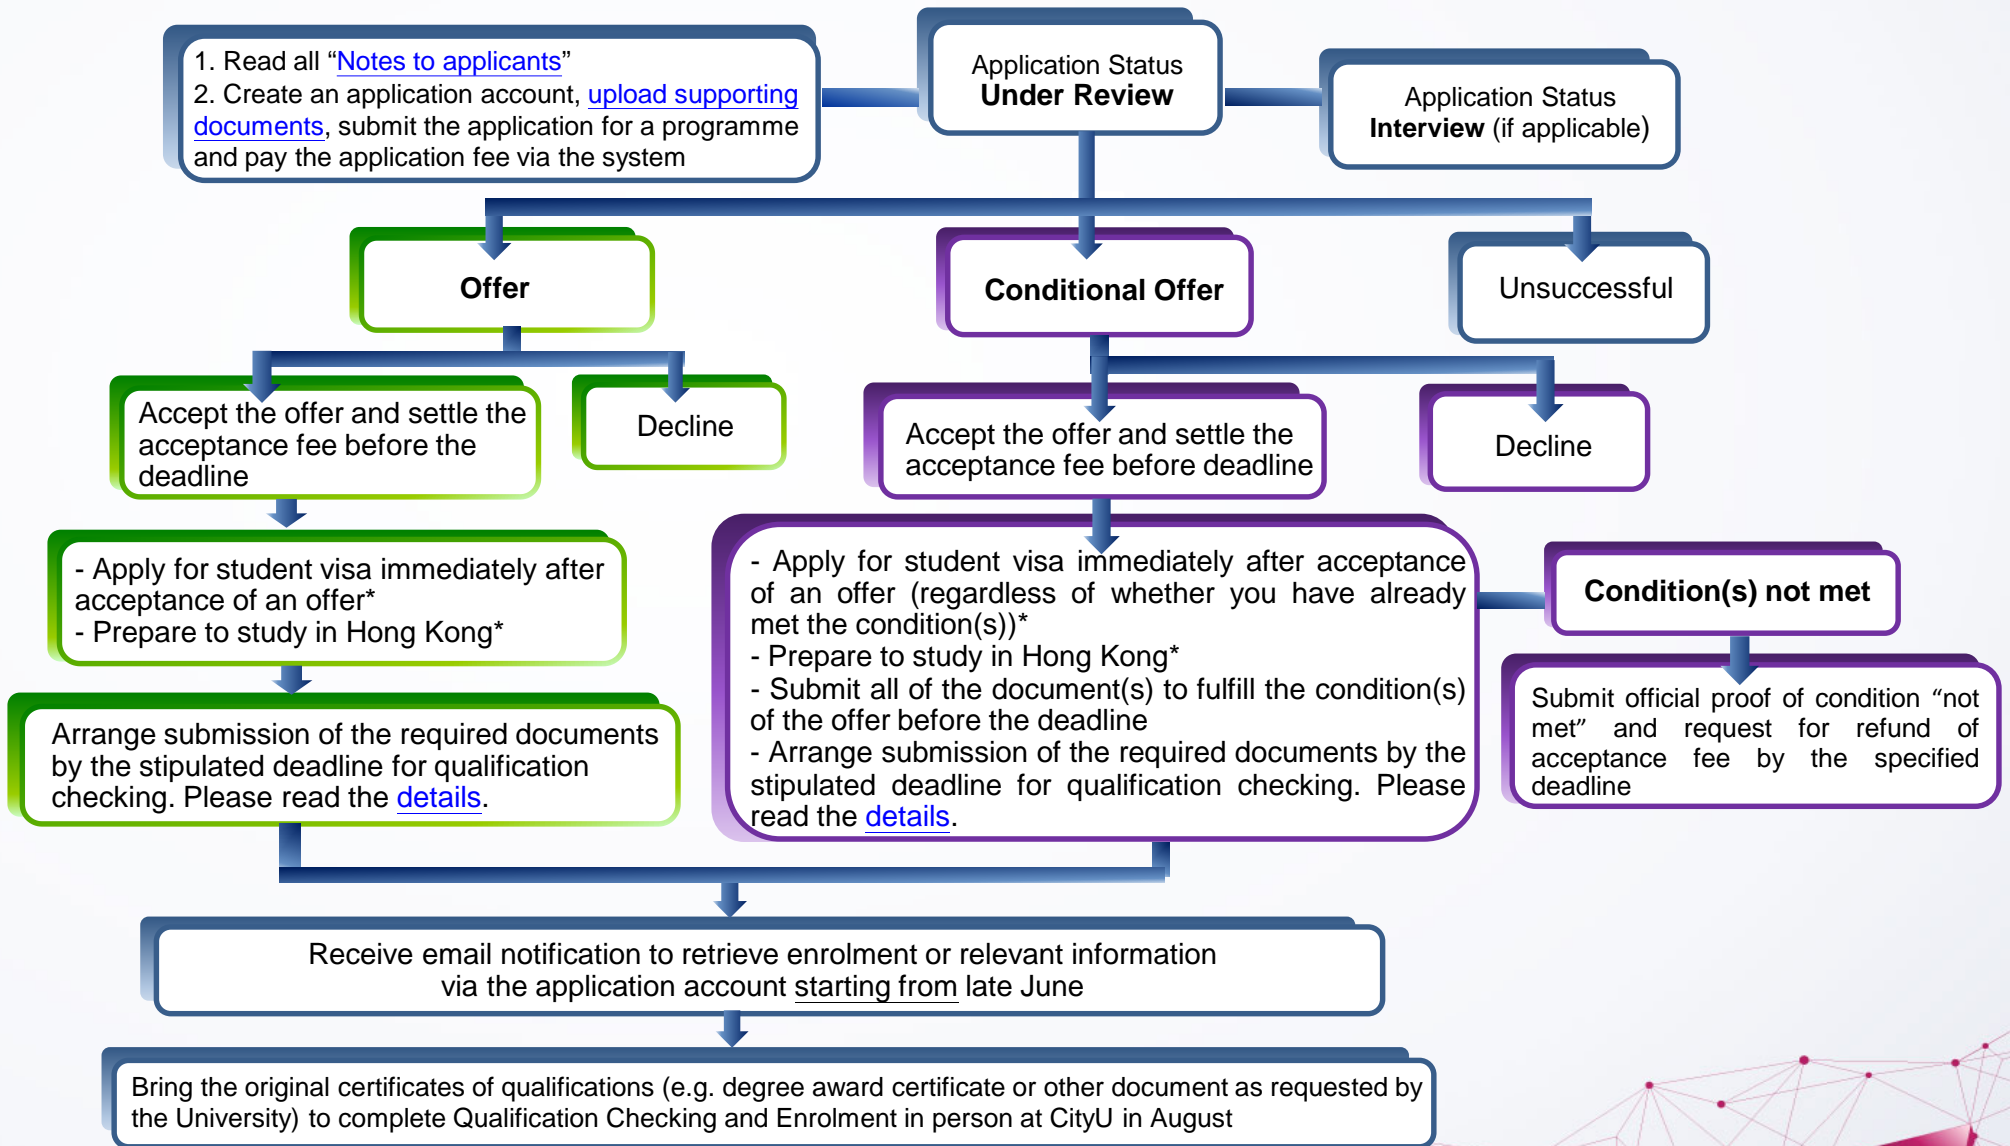 1. Read all “Notes to applicants”
2. Create an application account, upload supporting
documents, submit the application for a programme
and pay the application fee via the system
Application Status
Under Review
Application Status
Interview (if applicable)
Offer
Conditional Offer
Unsuccessful
Accept the offer and settle the
acceptance fee before the
deadline
Decline
Accept the offer and settle the
acceptance fee before deadline
Decline
- Apply for student visa immediately after
acceptance of an offer*
- Prepare to study in Hong Kong*
- Apply for student visa immediately after acceptance
of an offer (regardless of whether you have already
met the condition(s))*
- Prepare to study in Hong Kong*
- Submit all of the document(s) to fulfill the condition(s)
of the offer before the deadline
- Arrange submission of the required documents by the
stipulated deadline for qualification checking. Please
read the details.
Condition(s) not met
Submit official proof of condition “not
met” and request for refund of
acceptance fee by the specified
deadline
Arrange submission of the required documents
by the stipulated deadline for qualification
checking. Please read the details.
Receive email notification to retrieve enrolment or relevant information
via the application account starting from late June
Bring the original certificates of qualifications (e.g. degree award certificate or other document as requested by
the University) to complete Qualification Checking and Enrolment in person at CityU in August